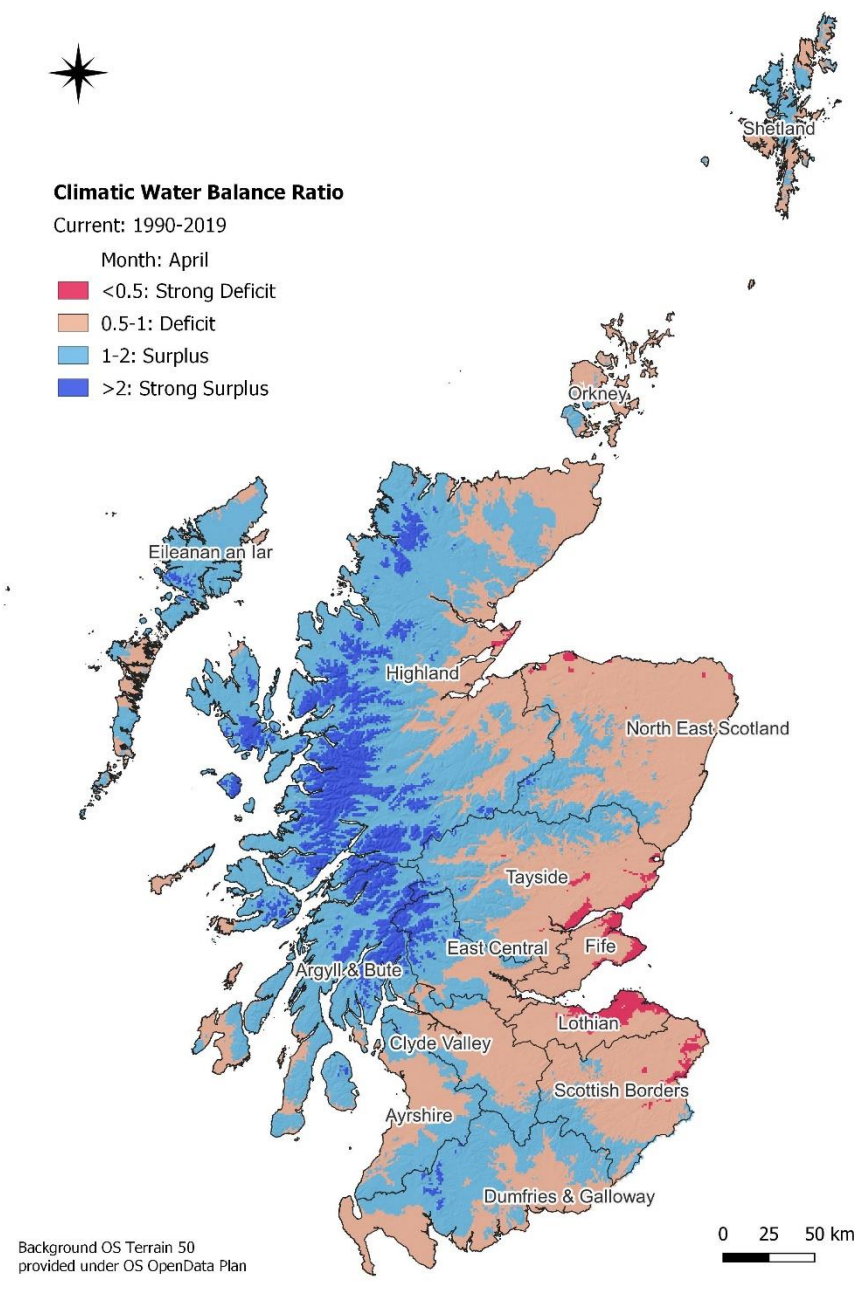 Shetland
Climatic Water Balance Ratio
Current: 1990-2019
Month: April
<0.5: Strong Deficit
0.5-1: Deficit
1-2: Surplus
>2: Strong Surplus
Orkney
Eileanan an Iar
Highland
North East Scotland
Tayside
East Central
Fife
Argyll & Bute
Lothian
Clyde Valley
Scottish Borders
Ayrshire
Dumfries & Galloway
0 25 50 km
Background OS Terrain 50
provided under OS OpenData Plan